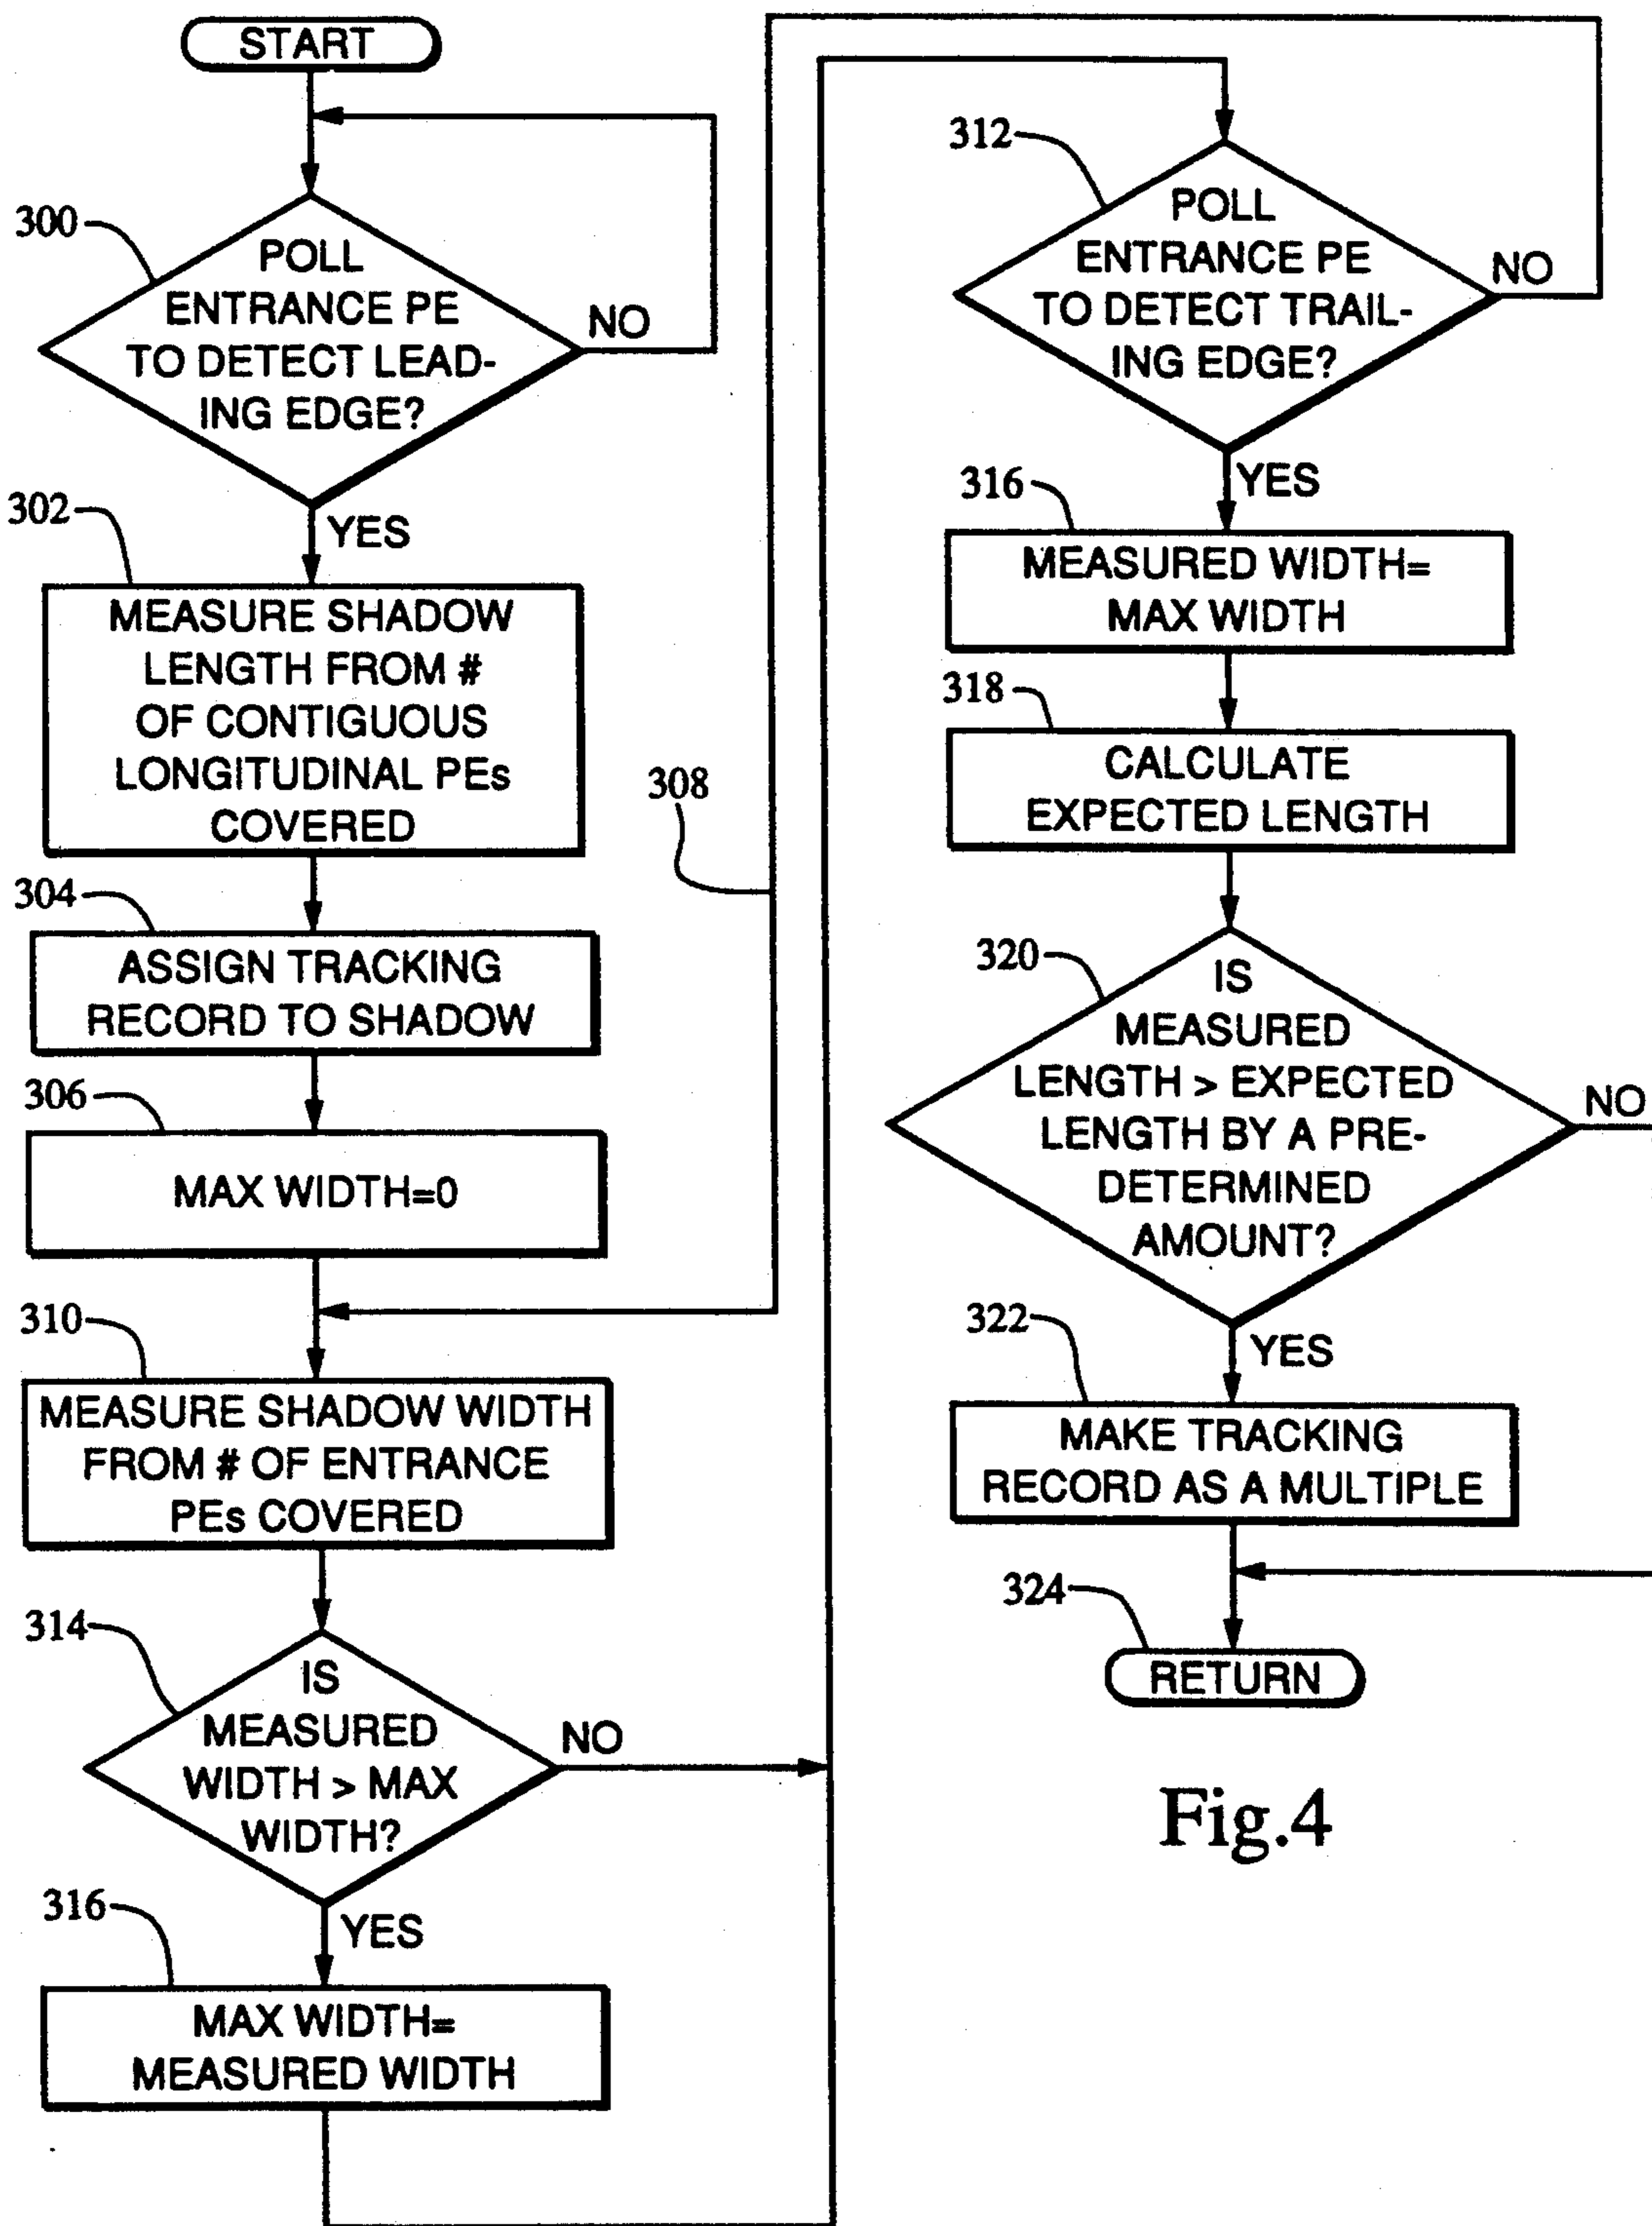 START
300
POLL
ENTRANCE PE
TO DETECT LEAD-
ING EDGE?
NO
YES
302
MEASURE SHADOW
LENGTH FROM #
OF CONTIGUOUS
LONGITUDINAL PEs
COVERED
304
ASSIGN TRACKING
RECORD TO SHADOW
306
MAX WIDTH=0
308
310
MEASURE SHADOW WIDTH
FROM # OF ENTRANCE
PEs COVERED
314
IS
MEASURED
WIDTH > MAX
WIDTH?
NO
YES
316
MAX WIDTH=
MEASURED WIDTH
312
POLL
ENTRANCE PE
TO DETECT TRAIL-
ING EDGE?
NO
YES
316
MEASURED WIDTH=
MAX WIDTH
318
CALCULATE
EXPECTED LENGTH
320
IS
MEASURED
LENGTH > EXPECTED
LENGTH BY A PRE-
DETERMINED
AMOUNT?
NO
YES
322
MAKE TRACKING
RECORD AS A MULTIPLE
324
RETURN
Fig.4